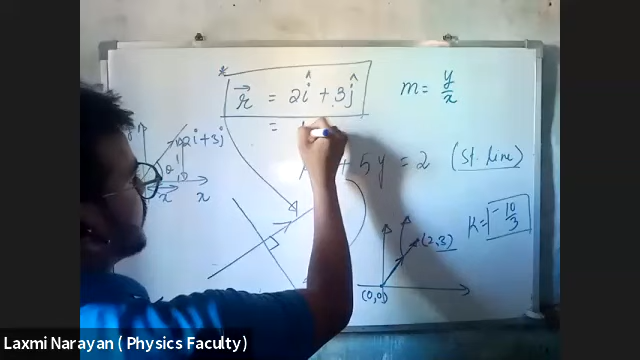 * r⃗ = 2î + 3ĵ
m = y/x
=
2i+3j
θ
x⃗
x
+ 5y = 2 (St. line)
K = -10/3
(2,3)
(0,0)
Laxmi Narayan ( Physics Faculty)